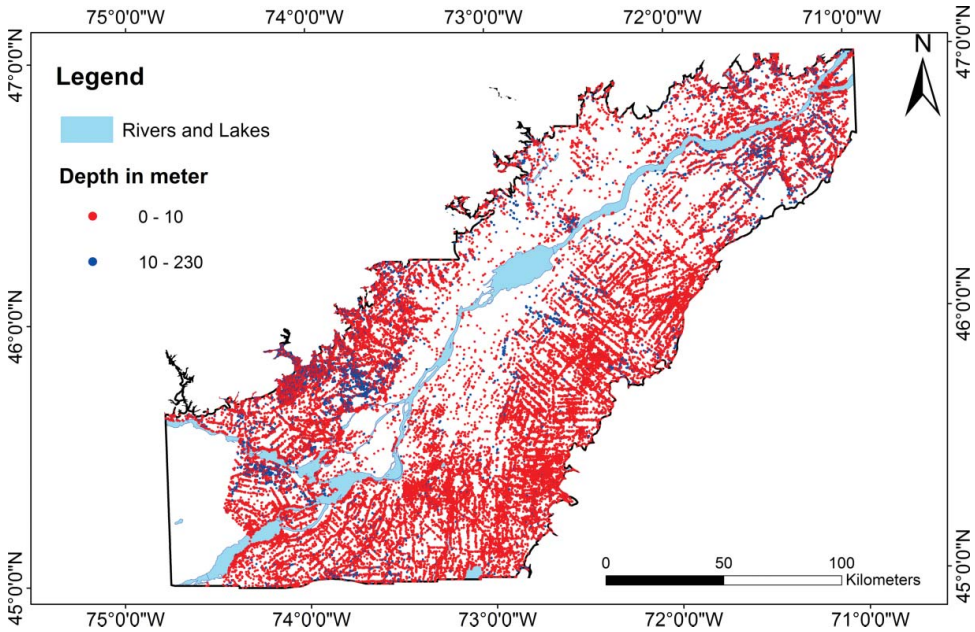 75°0'0"W 74°0'0"W 73°0'0"W 72°0'0"W 71°0'0"W
47°0'0"N
46°0'0"N
45°0'0"N
Legend
Rivers and Lakes
Depth in meter
0 - 10
10 - 230
N
47°0'0"N
46°0'0"N
45°0'0"N
0 50 100
Kilometers
75°0'0"W 74°0'0"W 73°0'0"W 72°0'0"W 71°0'0"W